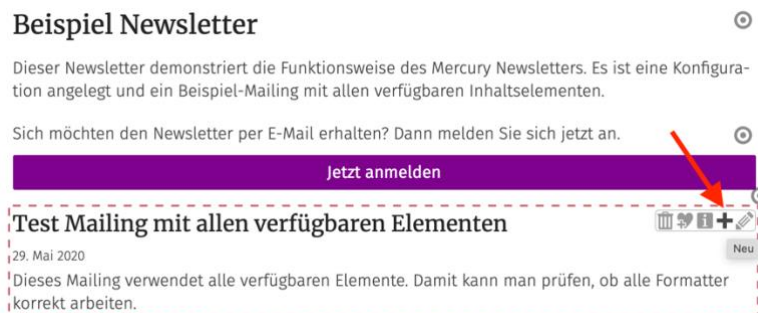 Beispiel Newsletter
Dieser Newsletter demonstriert die Funktionsweise des Mercury Newsletters. Es ist eine Konfigura-
tion angelegt und ein Beispiel-Mailing mit allen verfügbaren Inhaltselementen.
Sich möchten den Newsletter per E-Mail erhalten? Dann melden Sie sich jetzt an.
Jetzt anmelden
Test Mailing mit allen verfügbaren Elementen
Neu
29. Mai 2020
Dieses Mailing verwendet alle verfügbaren Elemente. Damit kann man prüfen, ob alle Formatter
korrekt arbeiten.